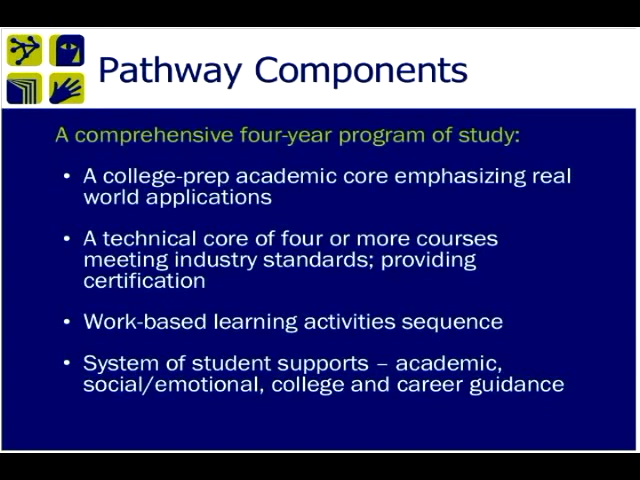 Pathway Components
A comprehensive four-year program of study:
• A college-prep academic core emphasizing real
world applications
• A technical core of four or more courses
meeting industry standards; providing
certification
• Work-based learning activities sequence
• System of student supports – academic,
social/emotional, college and career guidance